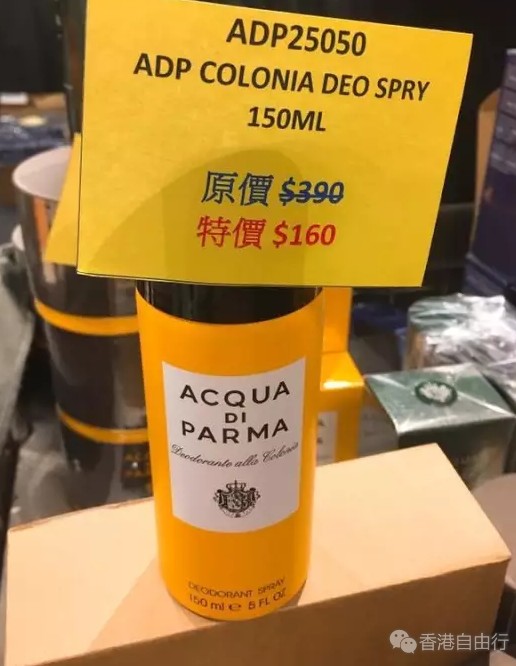 ADP25050
ADP COLONIA DEO SPRY
150ML
原價 $390
特價 $160
ACQUA
DI
PARMA
Deodorante alla Colonia
DEODORANT SPRAY
150 ml e 5 FL OZ
香港自由行